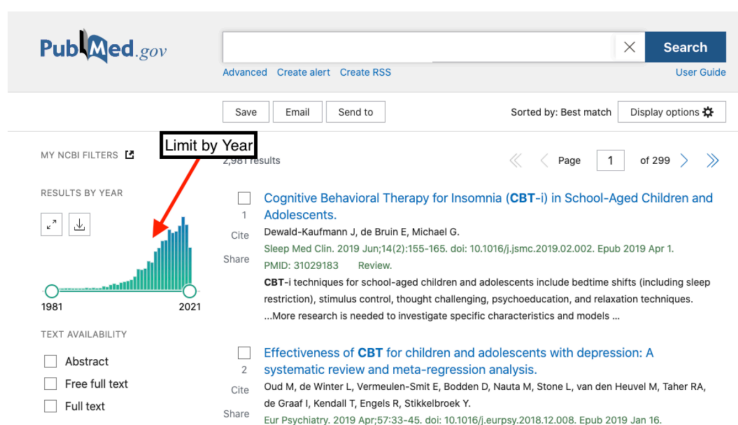 PubMed.gov
Search
Advanced Create alert Create RSS
User Guide
Save Email Send to
Sorted by: Best match Display options
MY NCBI FILTERS
Limit by Year
2,981 results
Page 1 of 299
RESULTS BY YEAR
1981 2021
TEXT AVAILABILITY
Abstract
Free full text
Full text
Cognitive Behavioral Therapy for Insomnia (CBT-i) in School-Aged Children and
1 Adolescents.
Cite Dewald-Kaufmann J, de Bruin E, Michael G.
Sleep Med Clin. 2019 Jun;14(2):155-165. doi: 10.1016/j.jsmc.2019.02.002. Epub 2019 Apr 1.
Share PMID: 31029183 Review.
CBT-i techniques for school-aged children and adolescents include bedtime shifts (including sleep
restriction), stimulus control, thought challenging, psychoeducation, and relaxation techniques.
...More research is needed to investigate specific characteristics and models ...
Effectiveness of CBT for children and adolescents with depression: A
2 systematic review and meta-regression analysis.
Cite Oud M, de Winter L, Vermeulen-Smit E, Bodden D, Nauta M, Stone L, van den Heuvel M, Taher RA,
de Graaf I, Kendall T, Engels R, Stikkelbroek Y.
Share Eur Psychiatry. 2019 Apr;57:33-45. doi: 10.1016/j.eurpsy.2018.12.008. Epub 2019 Jan 16.